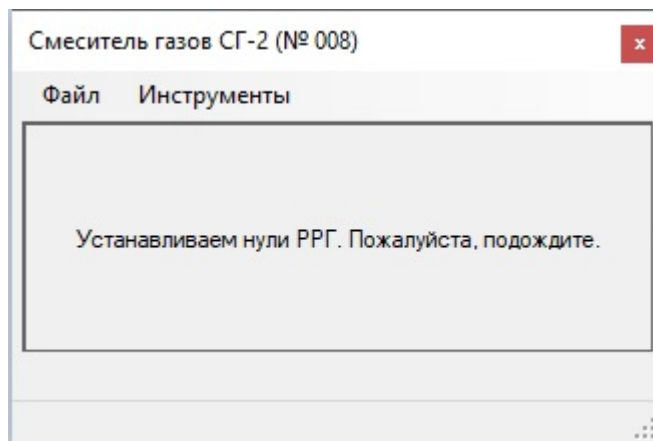 Смеситель газов СГ-2 (№ 008)
x
Файл Инструменты
Устанавливаем нули РРГ. Пожалуйста, подождите.